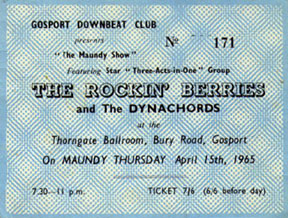 GOSPORT DOWNBEAT CLUB
presents Nº 171
"The Maundy Show"
Featuring Star "Three-Acts-in-One" Group
THE ROCKIN' BERRIES
and The DYNACHORDS
at the
Thorngate Ballroom, Bury Road, Gosport
On MAUNDY THURSDAY April 15th, 1965
7.30—11 p.m. TICKET 7/6 (6/6 before day)